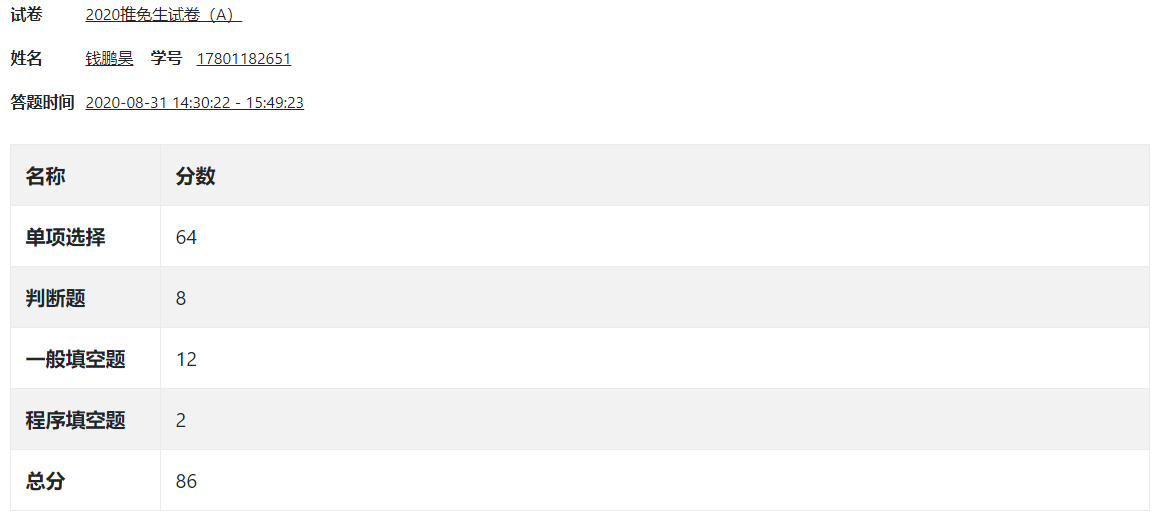 试卷 2020推免生试卷（A）
姓名 钱鹏昊 学号 17801182651
答题时间 2020-08-31 14:30:22 - 15:49:23
名称 分数
单项选择 64
判断题 8
一般填空题 12
程序填空题 2
总分 86